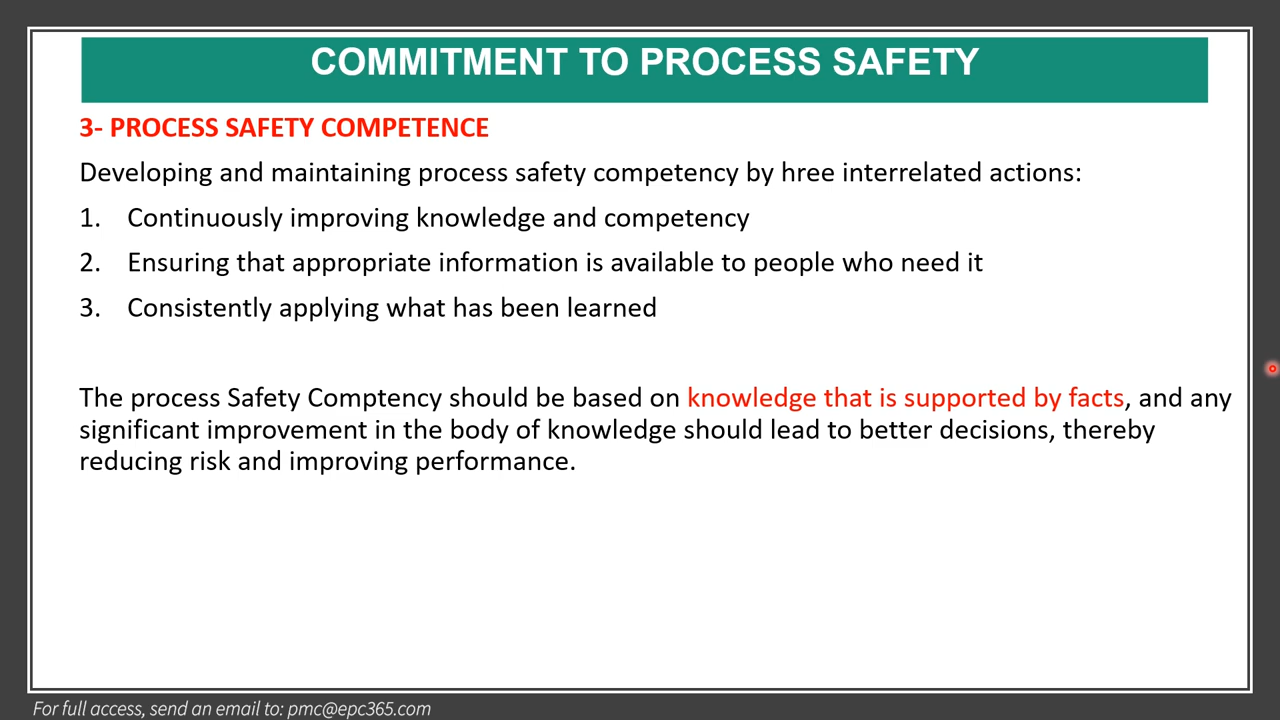 COMMITMENT TO PROCESS SAFETY
3- PROCESS SAFETY COMPETENCE
Developing and maintaining process safety competency by hree interrelated actions:
1. Continuously improving knowledge and competency
2. Ensuring that appropriate information is available to people who need it
3. Consistently applying what has been learned
The process Safety Comptency should be based on knowledge that is supported by facts, and any
significant improvement in the body of knowledge should lead to better decisions, thereby
reducing risk and improving performance.
For full access, send an email to: pmc@epc365.com